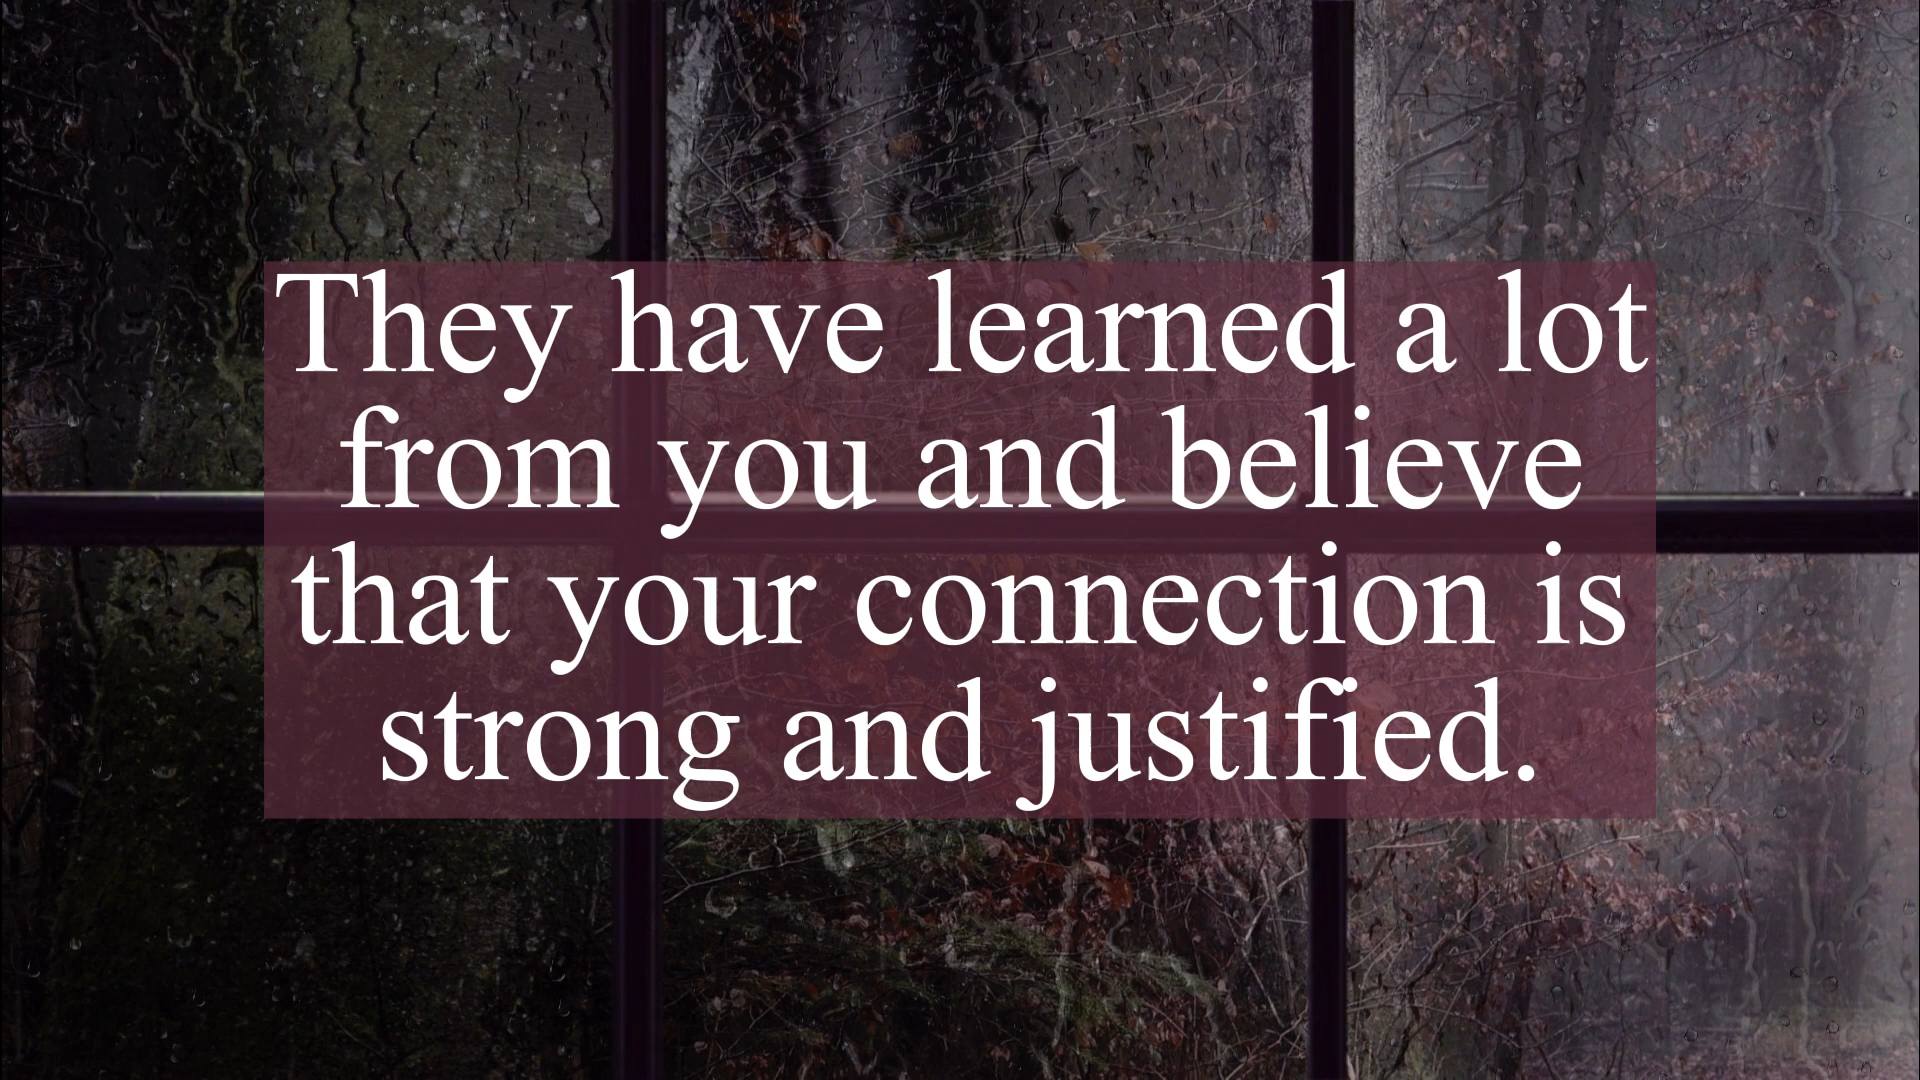 They have learned a lot
from you and believe
that your connection is
strong and justified.